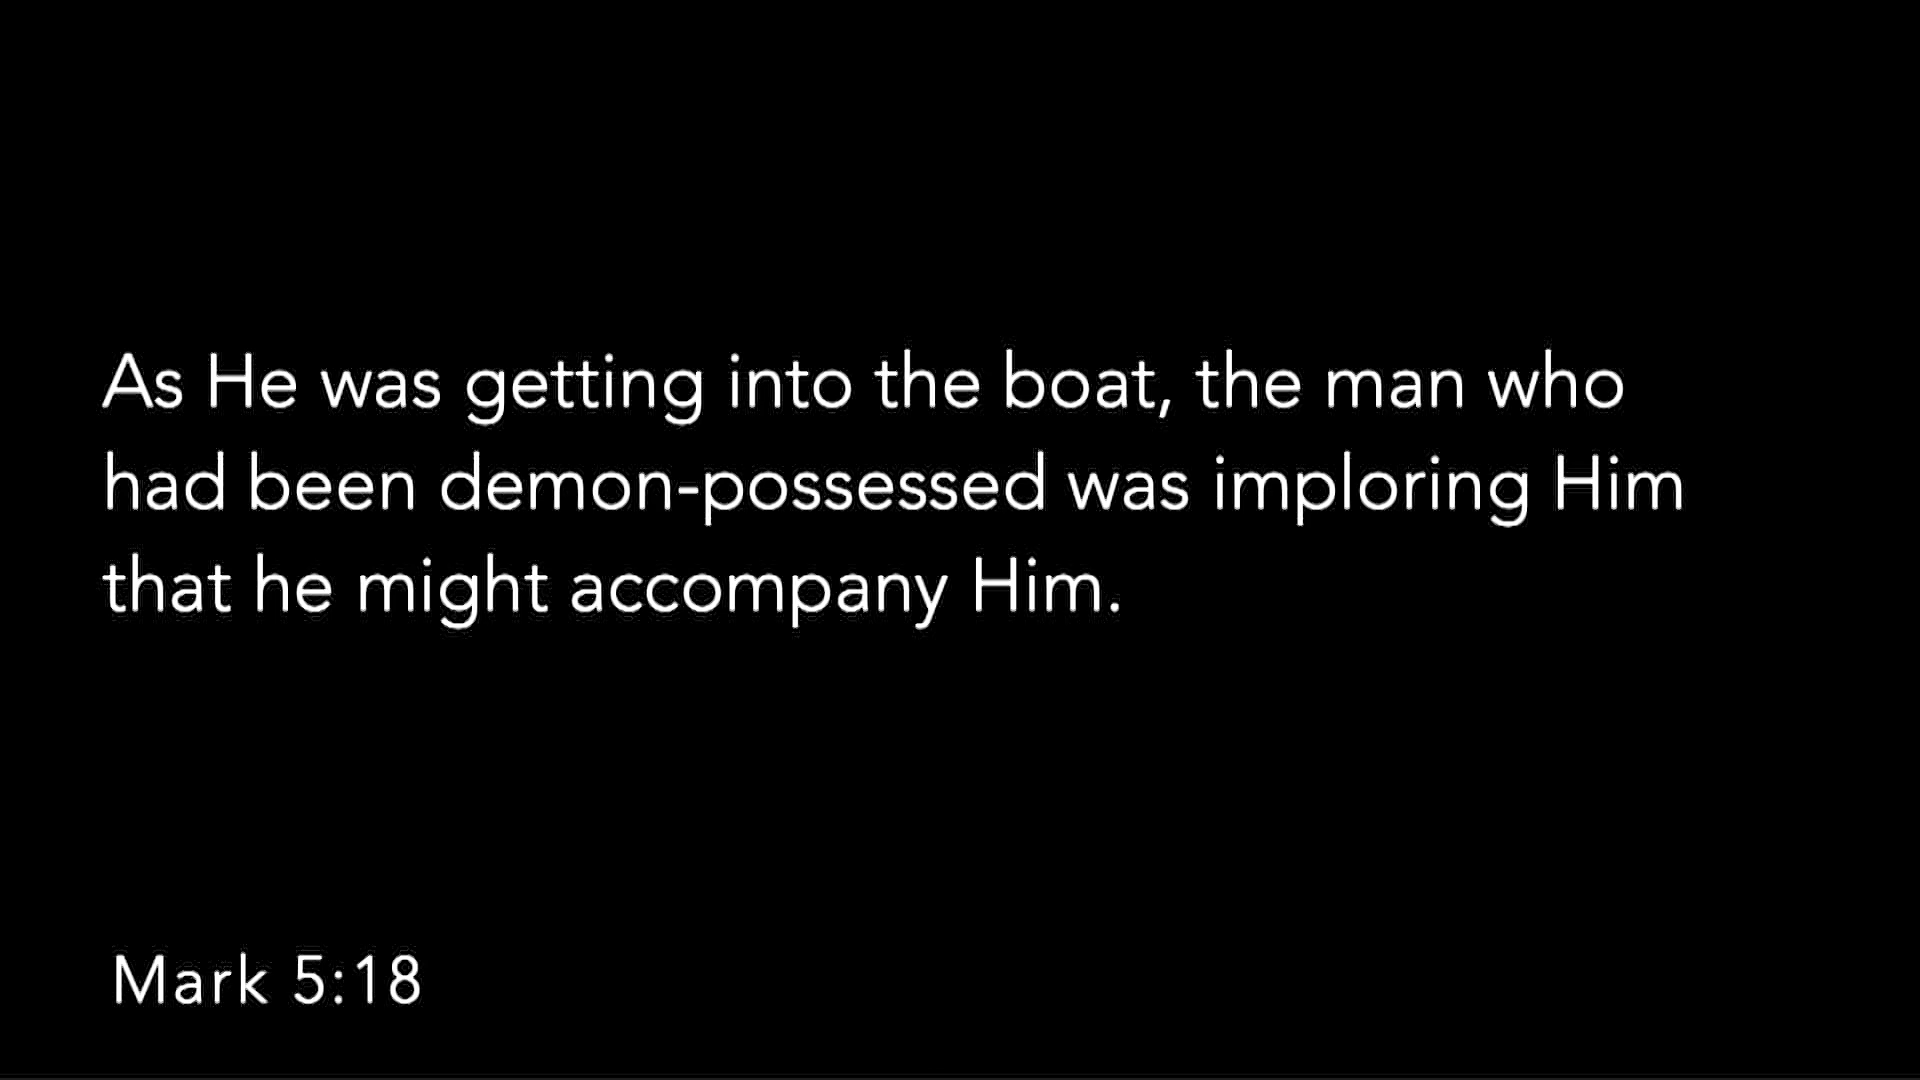 As He was getting into the boat, the man who
had been demon-possessed was imploring Him
that he might accompany Him.
Mark 5:18